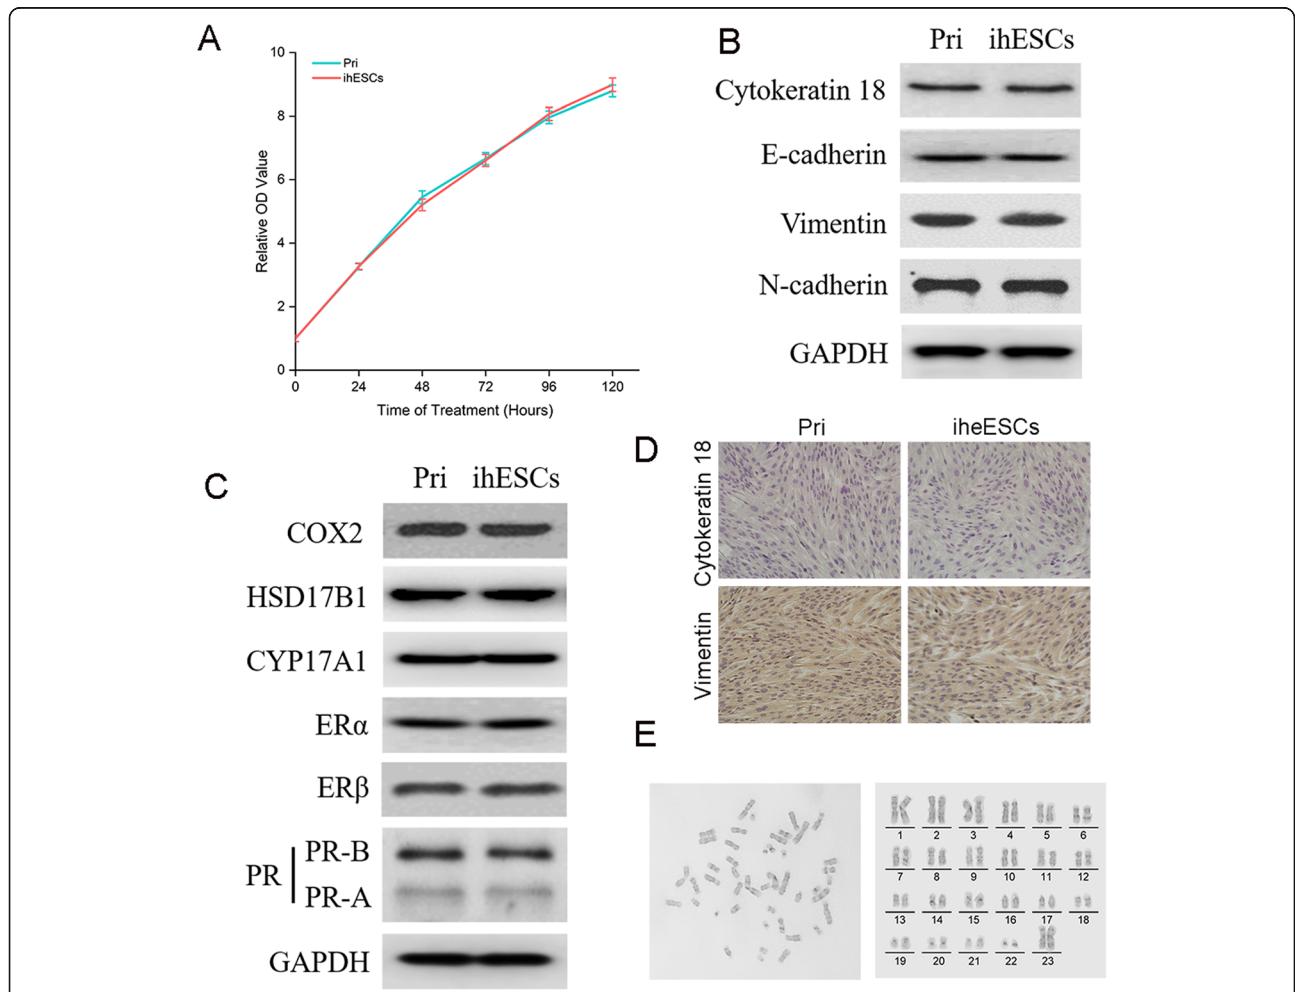 A
10
8
6
4
2
0
Pri
ihESCs
Relative OD Value
0 24 48 72 96 120
Time of Treatment (Hours)
B
Pri ihESCs
Cytokeratin 18
E-cadherin
Vimentin
N-cadherin
GAPDH
C
Pri ihESCs
COX2
HSD17B1
CYP17A1
ERα
ERβ
PR
PR-B
PR-A
GAPDH
D
Pri iheESCs
Cytokeratin 18
Vimentin
E
1 2 3 4 5 6
7 8 9 10 11 12
13 14 15 16 17 18
19 20 21 22 23